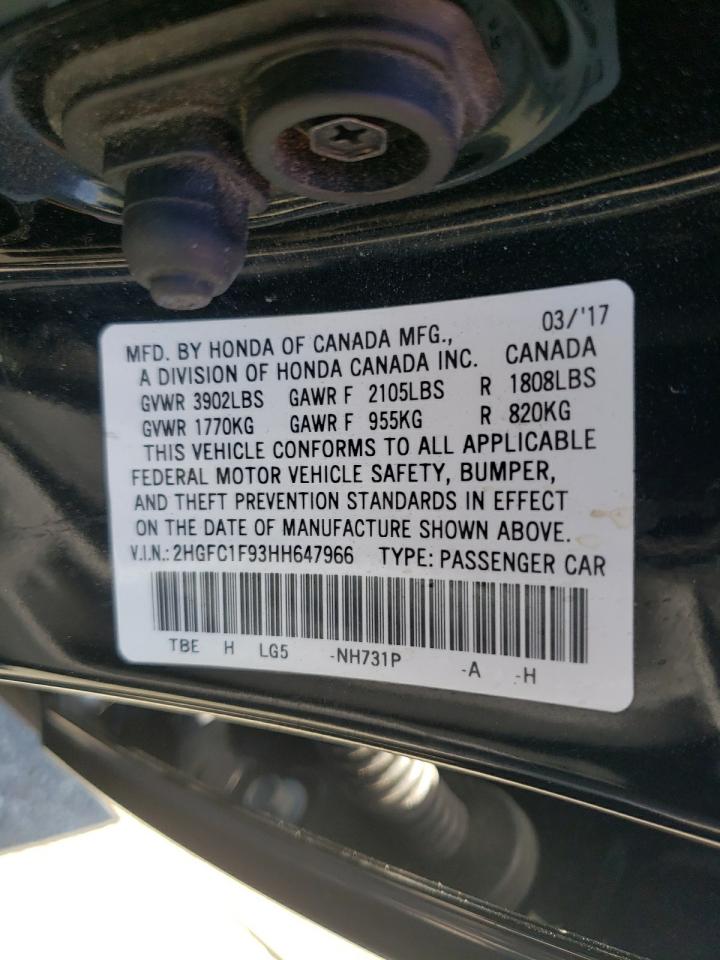 03/'17
MFD. BY HONDA OF CANADA MFG.,
A DIVISION OF HONDA CANADA INC. CANADA
GVWR 3902LBS GAWR F 2105LBS R 1808LBS
GVWR 1770KG GAWR F 955KG R 820KG
THIS VEHICLE CONFORMS TO ALL APPLICABLE
FEDERAL MOTOR VEHICLE SAFETY, BUMPER,
AND THEFT PREVENTION STANDARDS IN EFFECT
ON THE DATE OF MANUFACTURE SHOWN ABOVE.
V.I.N.: 2HGFC1F93HH647966 TYPE: PASSENGER CAR
TBE H LG5 -NH731P -A -H